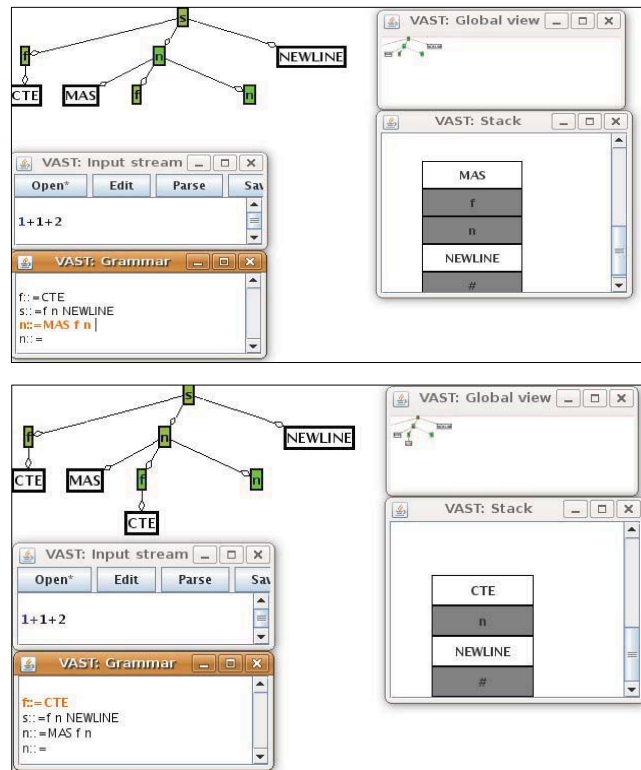 s
VAST: Global view
f
n
NEWLINE
CTE
MAS
f
n
VAST: Stack
MAS
f
n
NEWLINE
#
VAST: Input stream
Open* Edit Parse Sav
1+1+2
VAST: Grammar
f::=CTE
s::=f n NEWLINE
n::=MAS f n
n::=
s
VAST: Global view
f
n
NEWLINE
CTE
MAS
f
n
CTE
VAST: Stack
CTE
n
NEWLINE
#
VAST: Input stream
Open* Edit Parse Sav
1+1+2
VAST: Grammar
f::=CTE
s::=f n NEWLINE
n::=MAS f n
n::=